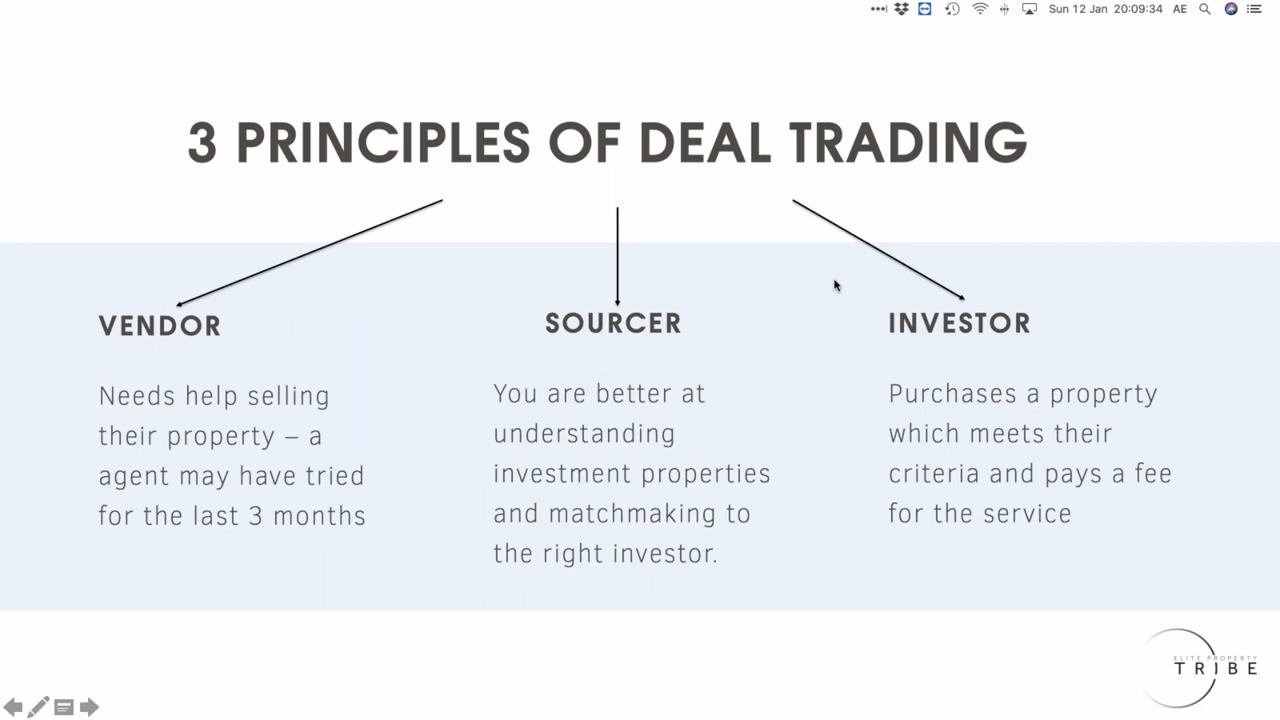 Sun 12 Jan 20:09:34 AE
3 PRINCIPLES OF DEAL TRADING
VENDOR
Needs help selling
their property – a
agent may have tried
for the last 3 months
SOURCER
You are better at
understanding
investment properties
and matchmaking to
the right investor.
INVESTOR
Purchases a property
which meets their
criteria and pays a fee
for the service
ELITE PROPERTY
TRIBE